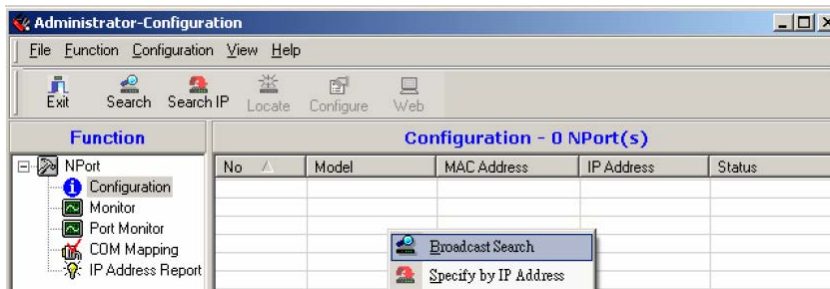 Administrator-Configuration
File Function Configuration View Help
Exit Search Search IP Locate Configure Web
Function
Configuration - 0 NPort(s)
NPort
Configuration
Monitor
Port Monitor
COM Mapping
IP Address Report
No Model MAC Address IP Address Status
Broadcast Search
Specify by IP Address